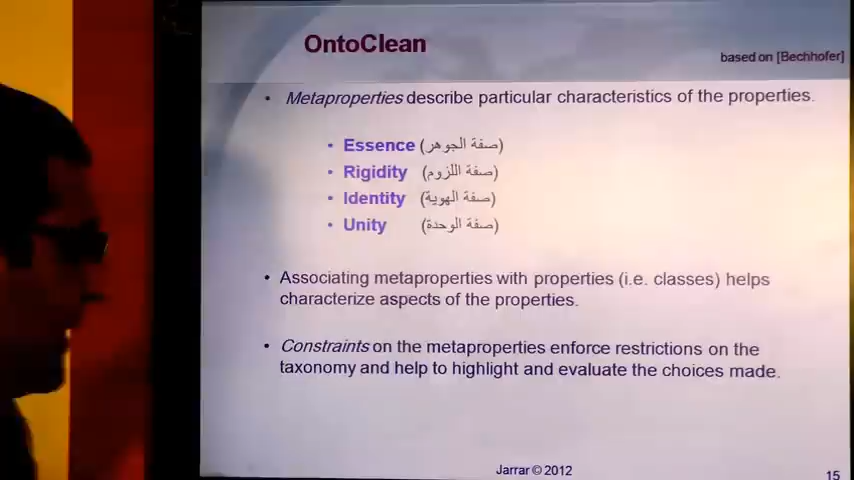 OntoClean
based on [Bechhofer]
• Metaproperties describe particular characteristics of the properties.
• Essence (صفة الجوهر)
• Rigidity (صفة اللزوم)
• Identity (صفة الهوية)
• Unity (صفة الوحدة)
• Associating metaproperties with properties (i.e. classes) helps
characterize aspects of the properties.
• Constraints on the metaproperties enforce restrictions on the
taxonomy and help to highlight and evaluate the choices made.
Jarrar © 2012
15